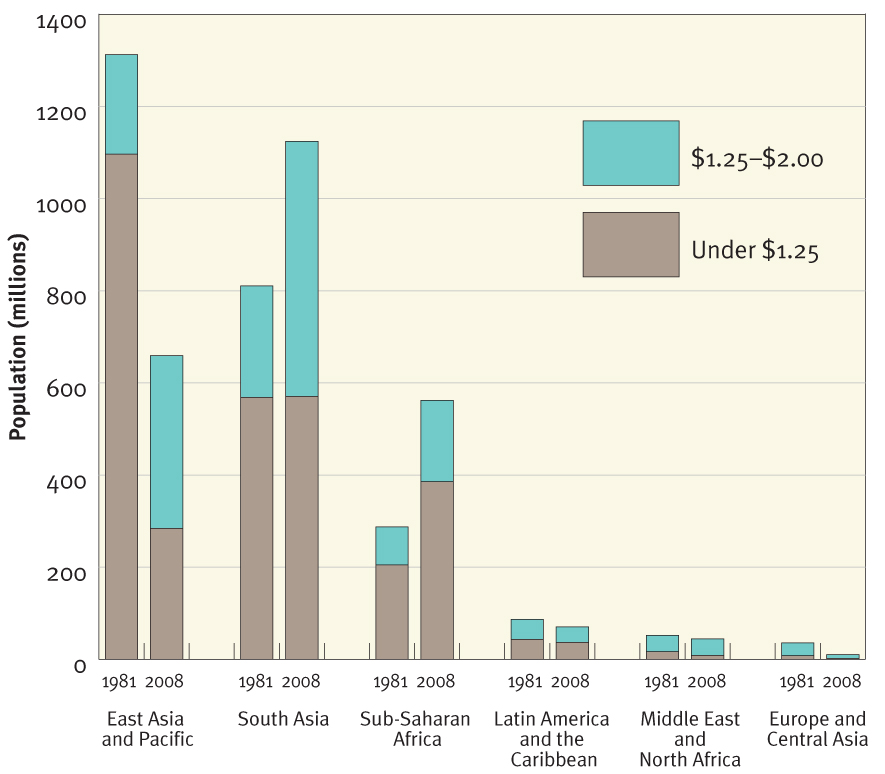 1400
1200
1000
800
600
400
200
0
Population (millions)
$1.25–$2.00
Under $1.25
1981 2008
1981 2008
1981 2008
1981 2008
1981 2008
1981 2008
East Asia
and Pacific
South Asia
Sub-Saharan
Africa
Latin America
and the
Caribbean
Middle East
and
North Africa
Europe and
Central Asia